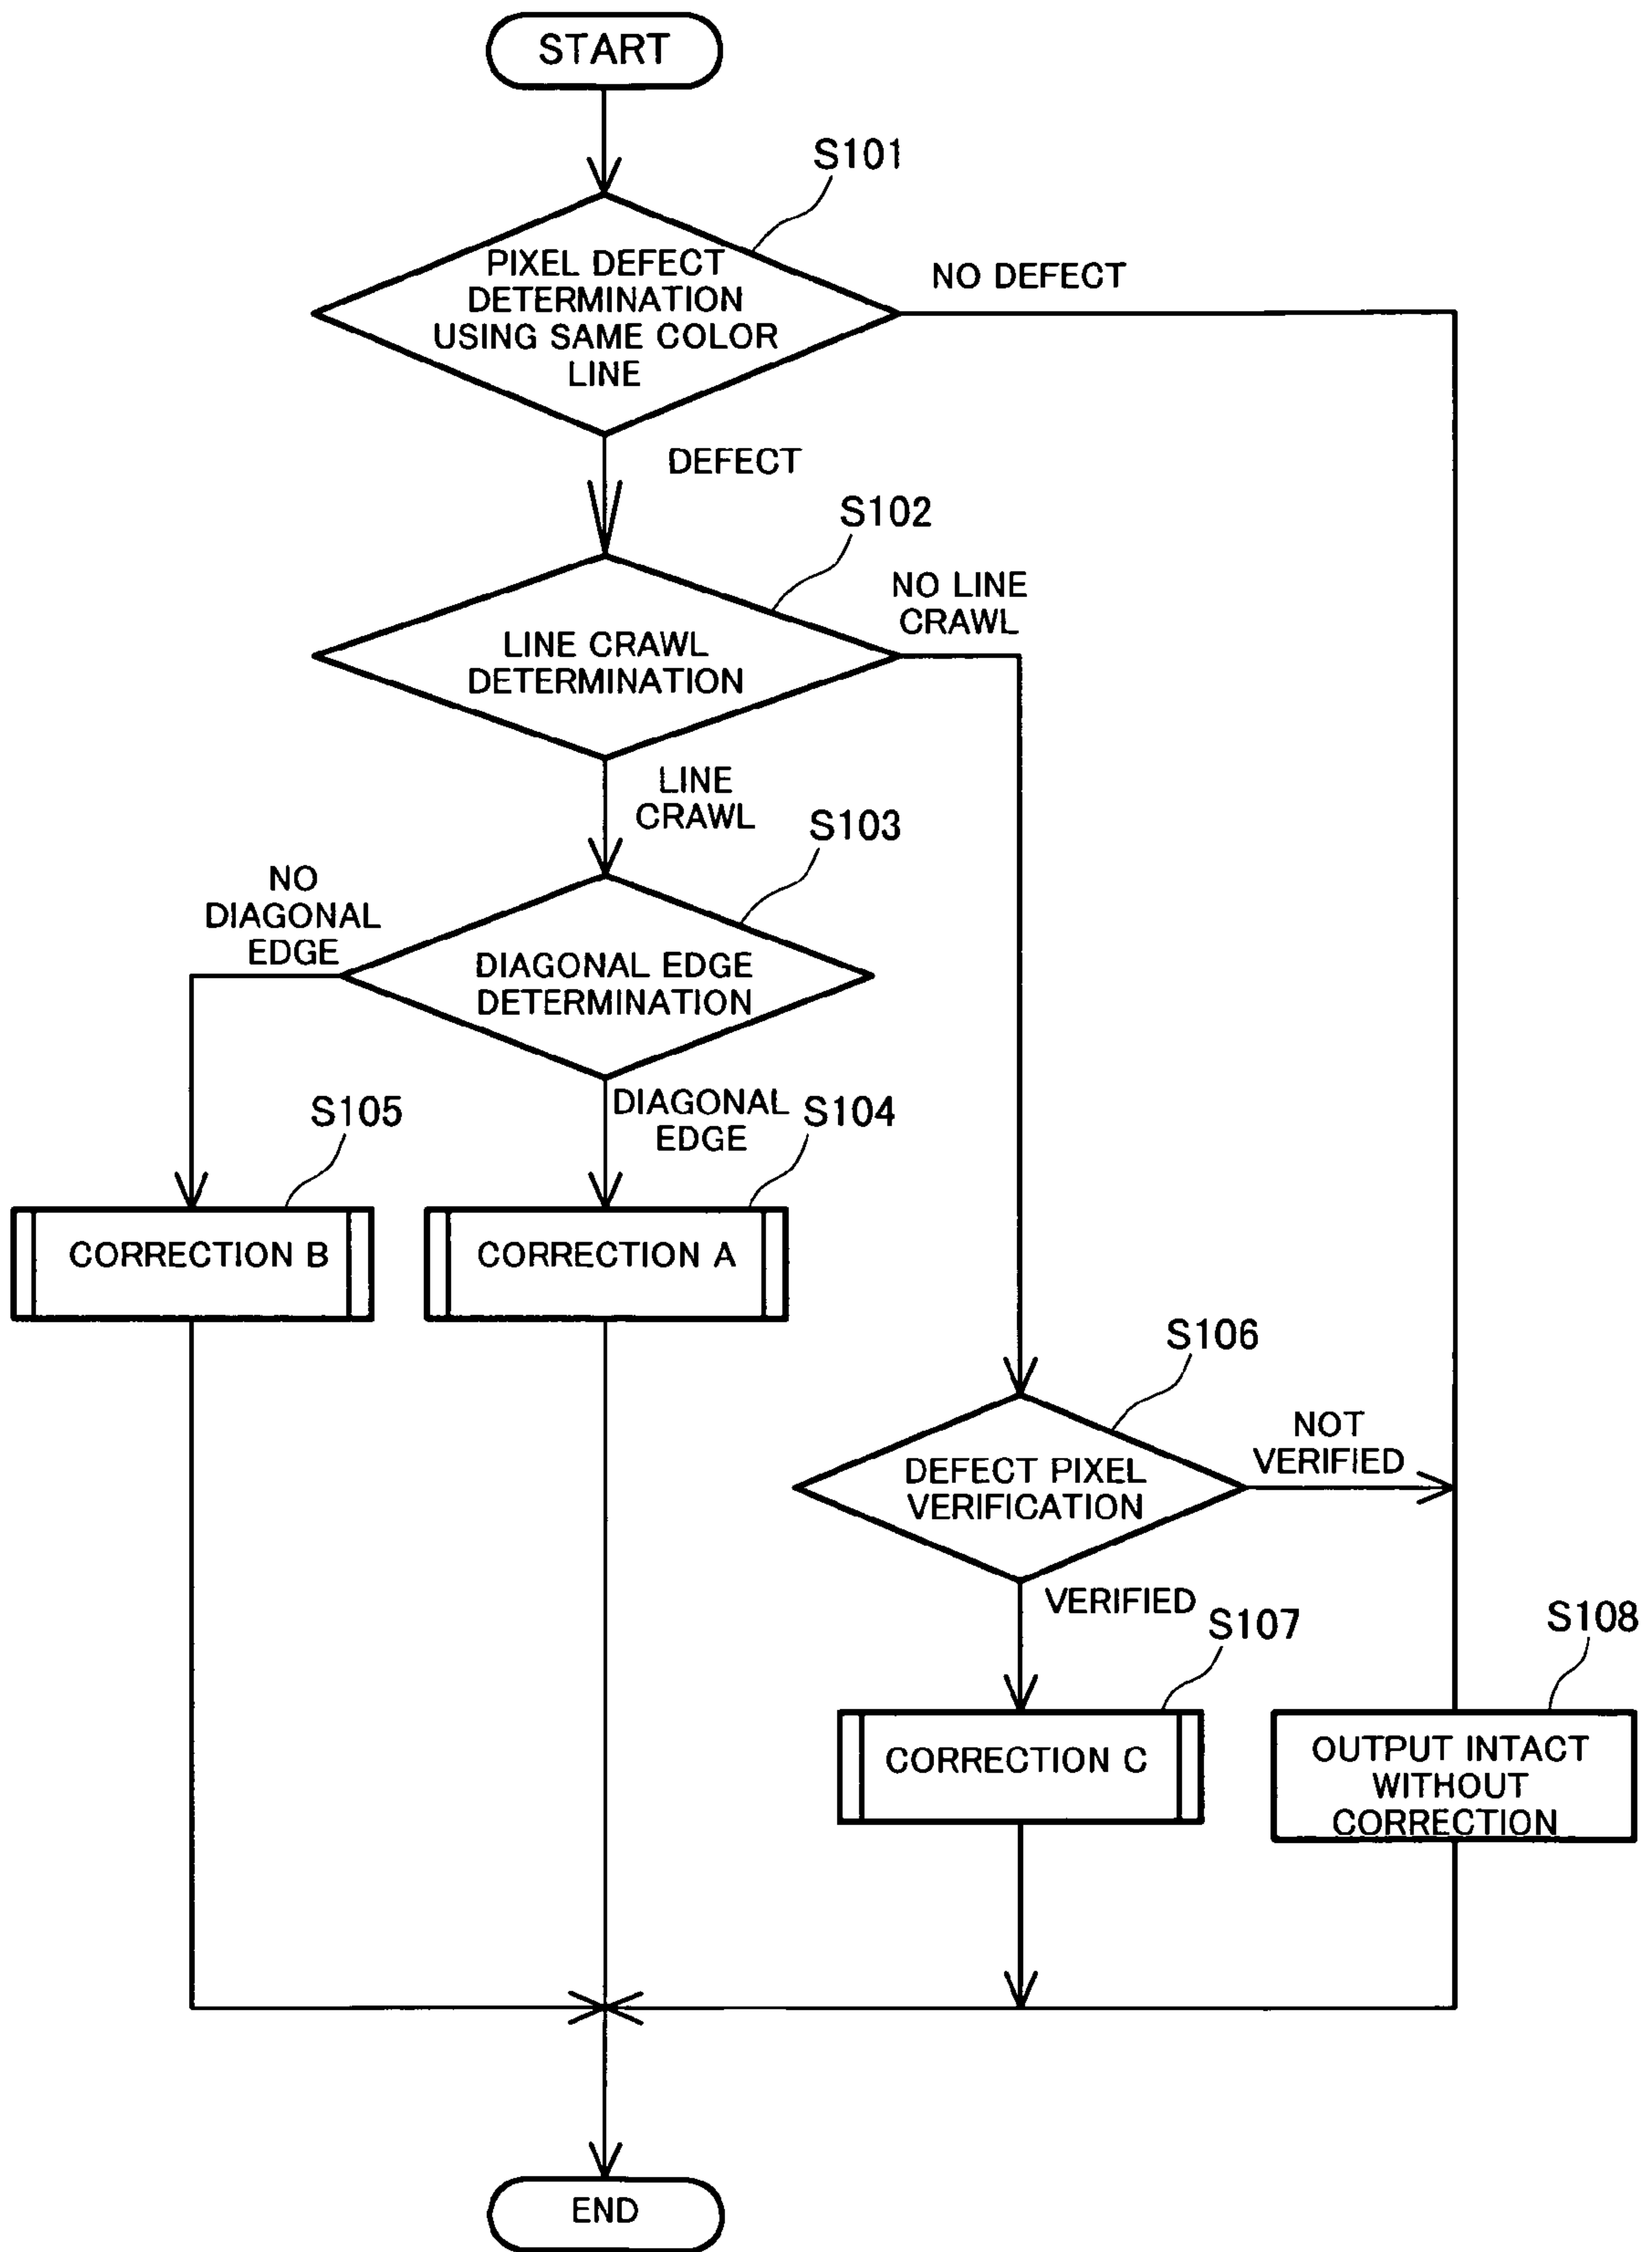 START
S101
PIXEL DEFECT
DETERMINATION
USING SAME COLOR
LINE
NO DEFECT
DEFECT
S102
NO LINE
CRAWL
LINE CRAWL
DETERMINATION
LINE
CRAWL
S103
NO
DIAGONAL
EDGE
DIAGONAL EDGE
DETERMINATION
DIAGONAL
EDGE
S105
S104
CORRECTION B
CORRECTION A
S106
NOT
VERIFIED
DEFECT PIXEL
VERIFICATION
VERIFIED
S107
S108
CORRECTION C
OUTPUT INTACT
WITHOUT
CORRECTION
END